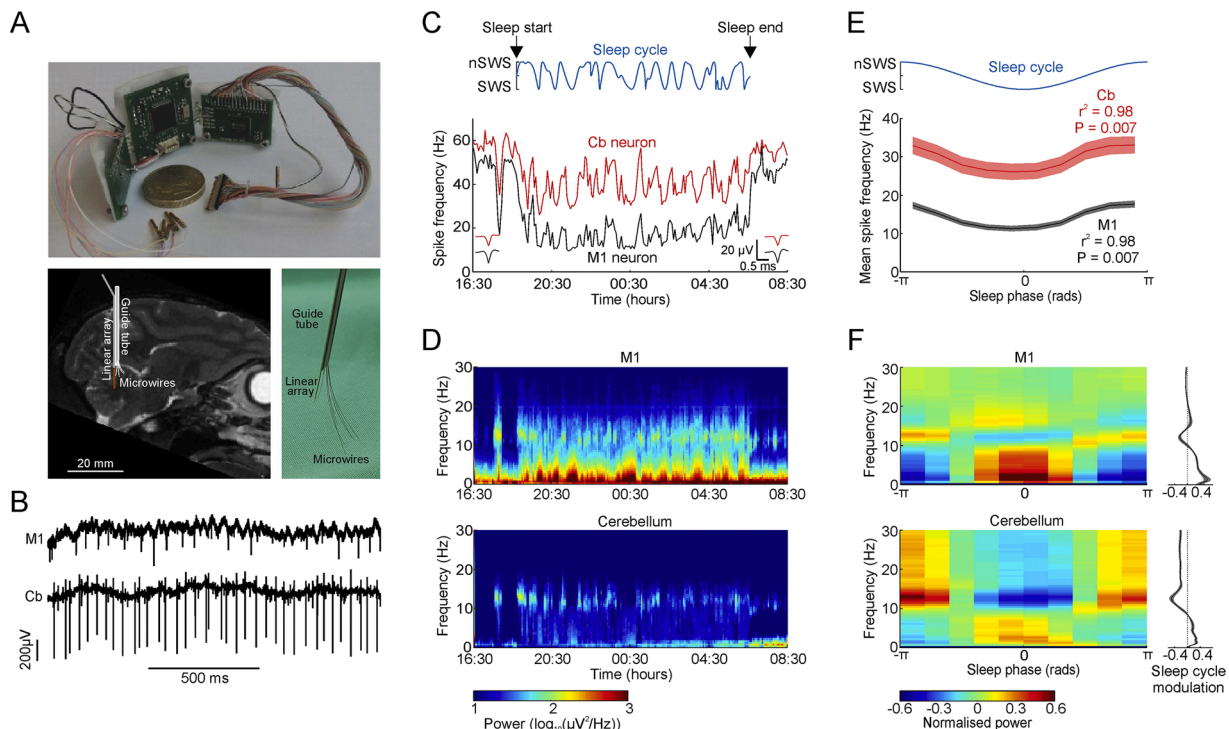 A
Guide tube
Linear array
Microwires
20 mm
Guide
tube
Linear
array
Microwires
B
M1
Cb
200µV
500 ms
C
Sleep start
Sleep end
Sleep cycle
nSWS
SWS
Spike frequency (Hz)
60
40
20
0
Cb neuron
M1 neuron
20 µV
0.5 ms
16:30
20:30
00:30
04:30
08:30
Time (hours)
D
M1
Frequency (Hz)
30
20
10
0
16:30
20:30
00:30
04:30
08:30
Cerebellum
Frequency (Hz)
30
20
10
0
16:30
20:30
00:30
04:30
08:30
Time (hours)
1
2
3
Power (log₁₀(µV²/Hz))
E
nSWS
SWS
Sleep cycle
Mean spike frequency (Hz)
40
30
20
10
0
Cb
r² = 0.98
P = 0.007
M1
r² = 0.98
P = 0.007
-π
0
π
Sleep phase (rads)
F
M1
Frequency (Hz)
30
20
10
0
-π
0
π
-0.4 0.4
Cerebellum
Frequency (Hz)
30
20
10
0
-π
0
π
Sleep phase (rads)
-0.4 0.4
Sleep cycle
modulation
-0.6
-0.3
0
0.3
0.6
Normalised power